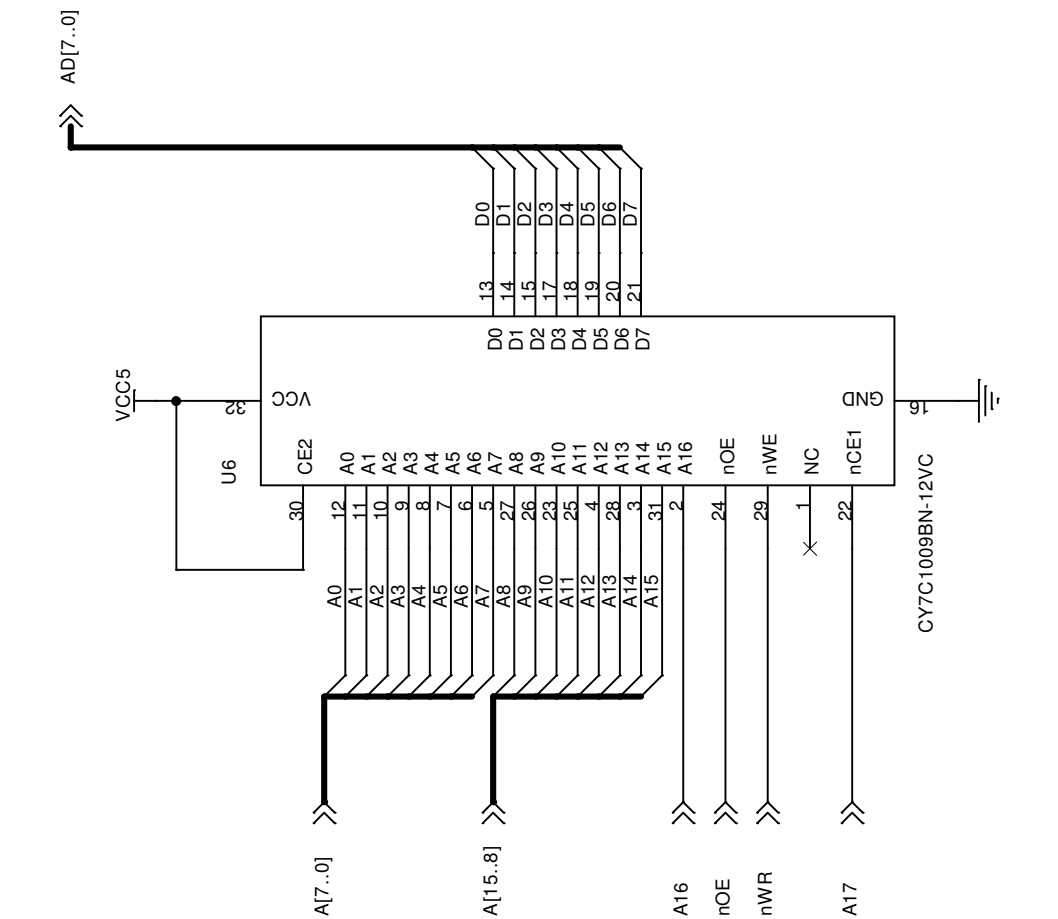 AD[7..0]
D0
D1
D2
D3
D4
D5
D6
D7
13
14
15
17
18
19
20
21
D0
D1
D2
D3
D4
D5
D6
D7
VCC5
32
VCC
GND
16
U6
CE2
A0
A1
A2
A3
A4
A5
A6
A7
A8
A9
A10
A11
A12
A13
A14
A15
A16
nOE
nWE
NC
nCE1
30
12
11
10
9
8
7
6
5
27
26
23
25
4
28
3
31
2
24
29
1
22
CY7C1009BN-12VC
A0
A1
A2
A3
A4
A5
A6
A7
A8
A9
A10
A11
A12
A13
A14
A15
A[7..0]
A[15..8]
A16
nOE
nWR
A17